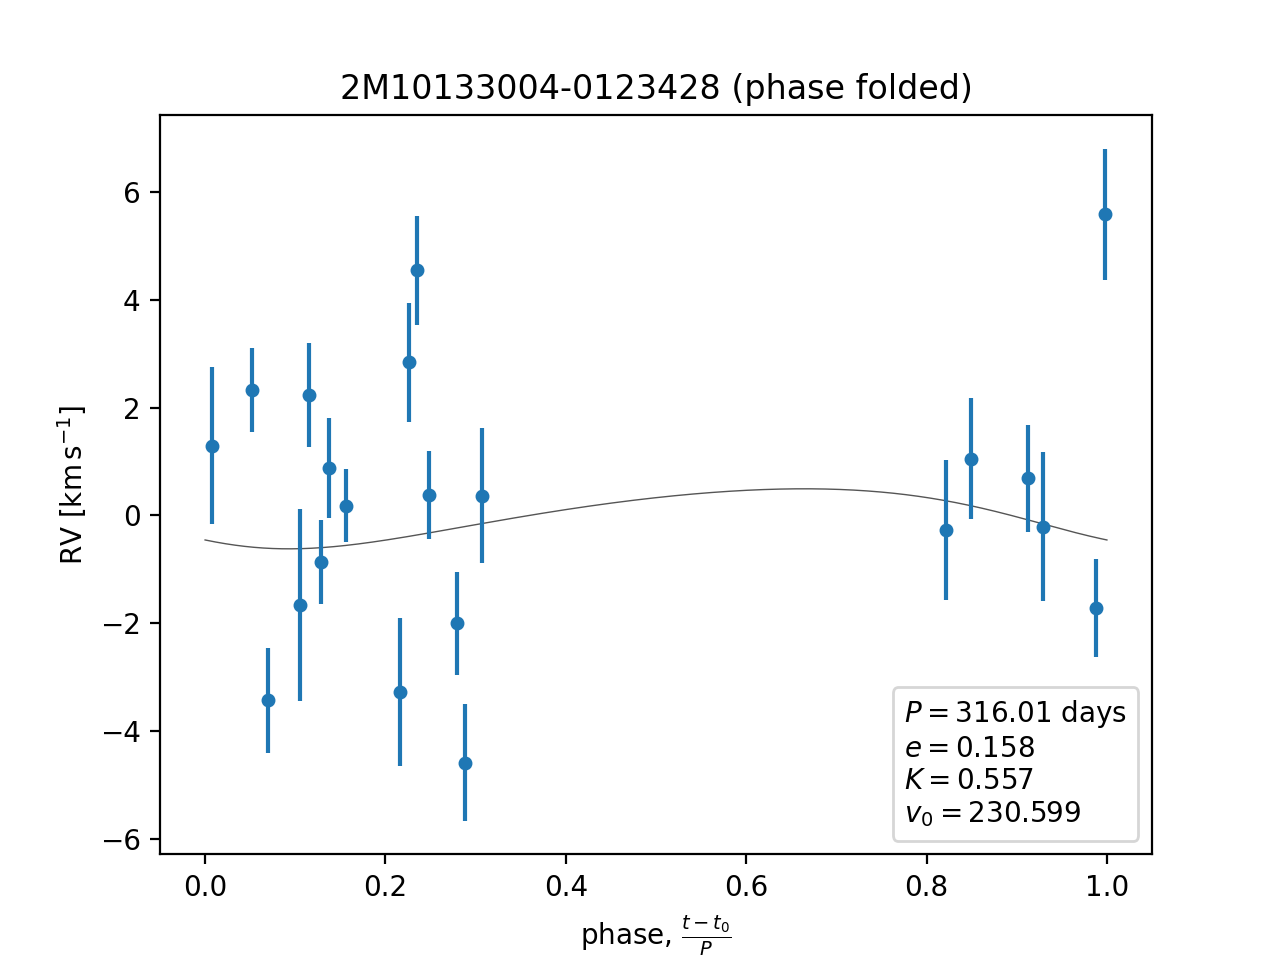 2M10133004-0123428 (phase folded)
RV [km s⁻¹]
6
4
2
0
−2
−4
−6
P = 316.01 days
e = 0.158
K = 0.557
v₀ = 230.599
0.0 0.2 0.4 0.6 0.8 1.0
phase, (t − t₀)/P